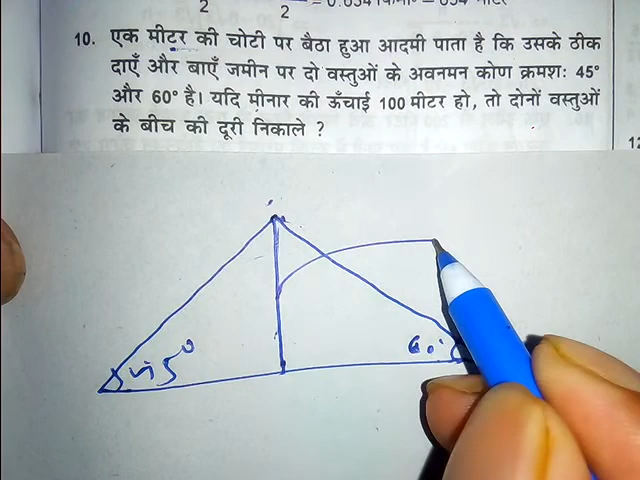 10. एक मीटर की चोटी पर बैठा हुआ आदमी पाता है कि उसके ठीक
दाएँ और बाएँ जमीन पर दो वस्तुओं के अवनमन कोण क्रमशः 45°
और 60° है। यदि मीनार की ऊँचाई 100 मीटर हो, तो दोनों वस्तुओं
के बीच की दूरी निकाले ?
45°
60°